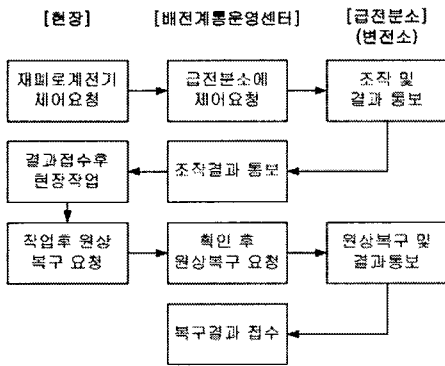 [현장] [배전계통운영센터] [급전분소]
(변전소)
재폐로계전기
제어요청
급전분소에
제어요청
조작 및
결과 통보
결과접수후
현장작업
조작결과 통보
작업후 원상
복구 요청
확인 후
원상복구 요청
원상복구 및
결과통보
복구결과 접수